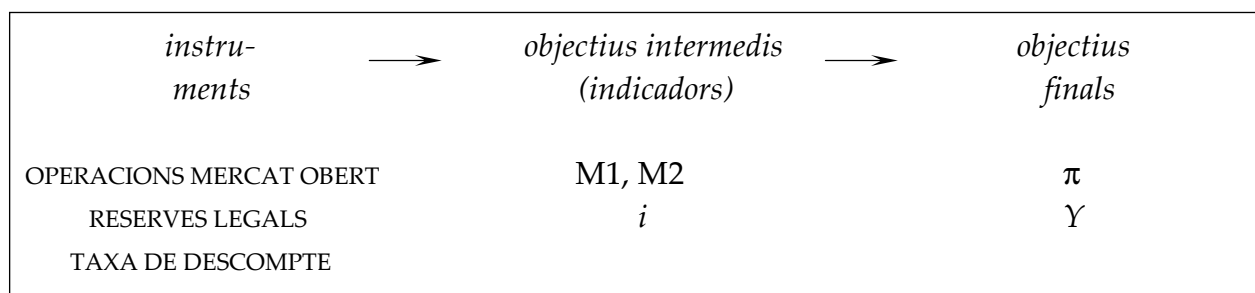 instru- → objectius intermedis → objectius
ments (indicadors) finals
OPERACIONS MERCAT OBERT M1, M2 π
RESERVES LEGALS i Y
TAXA DE DESCOMPTE